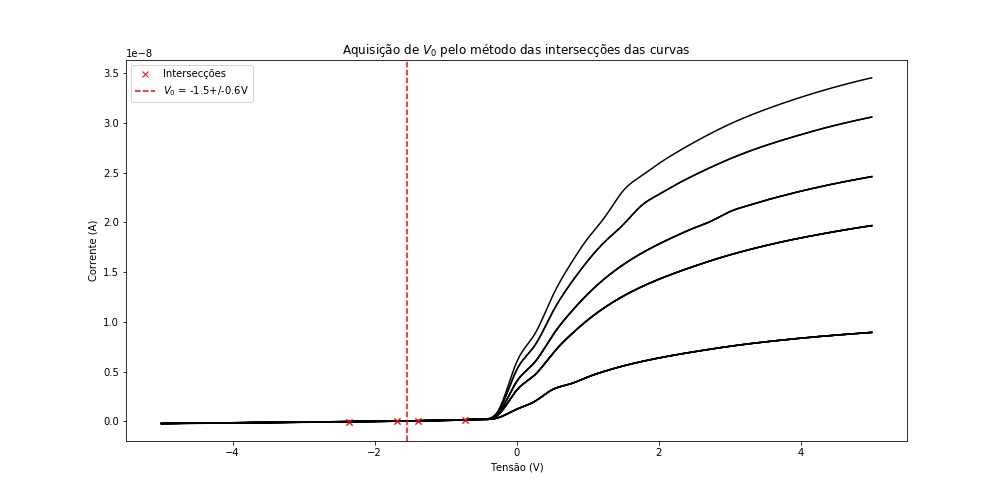 Aquisição de V₀ pelo método das intersecções das curvas
1e−8
Intersecções
V₀ = -1.5+/-0.6V
3.5
3.0
2.5
2.0
1.5
1.0
0.5
0.0
Corrente (A)
−4 −2 0 2 4
Tensão (V)